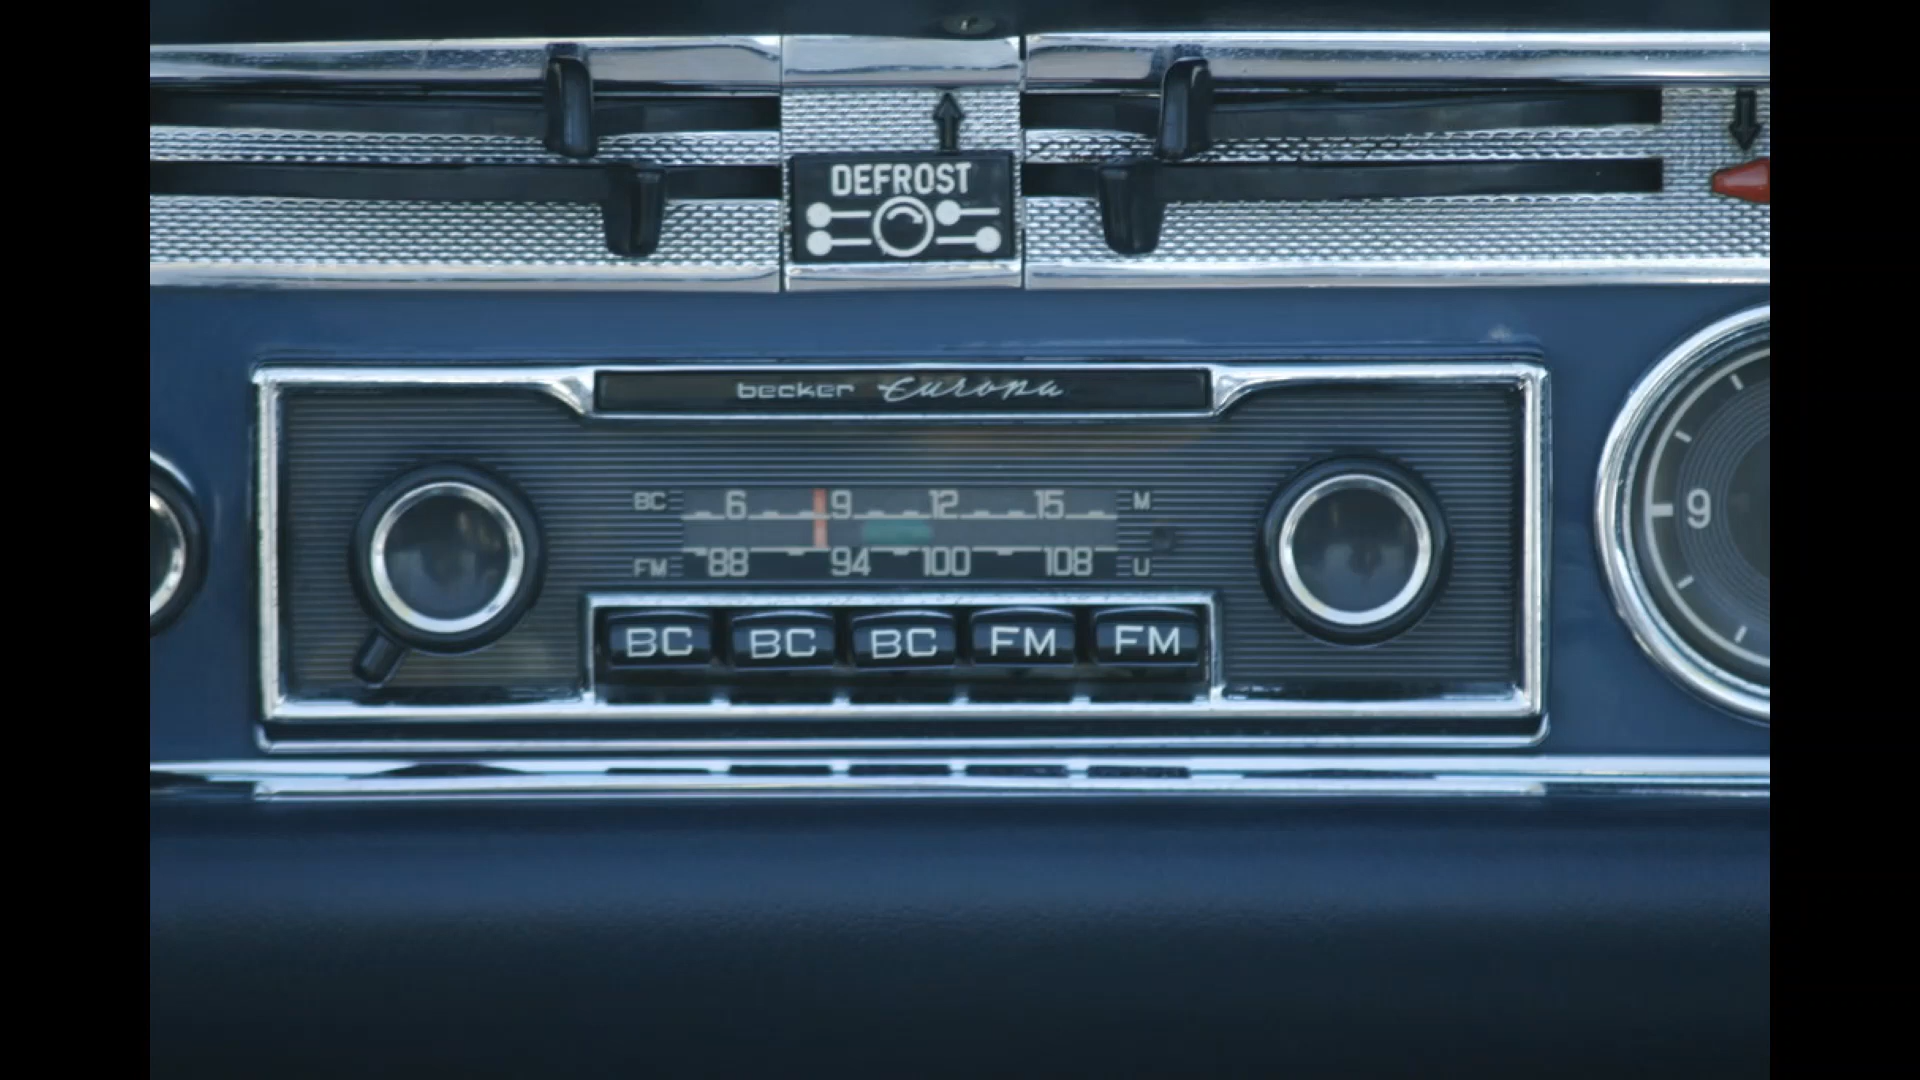 DEFROST
becker Europa
BC 6 9 12 15 M
FM 88 94 100 108 U
BC BC BC FM FM
9